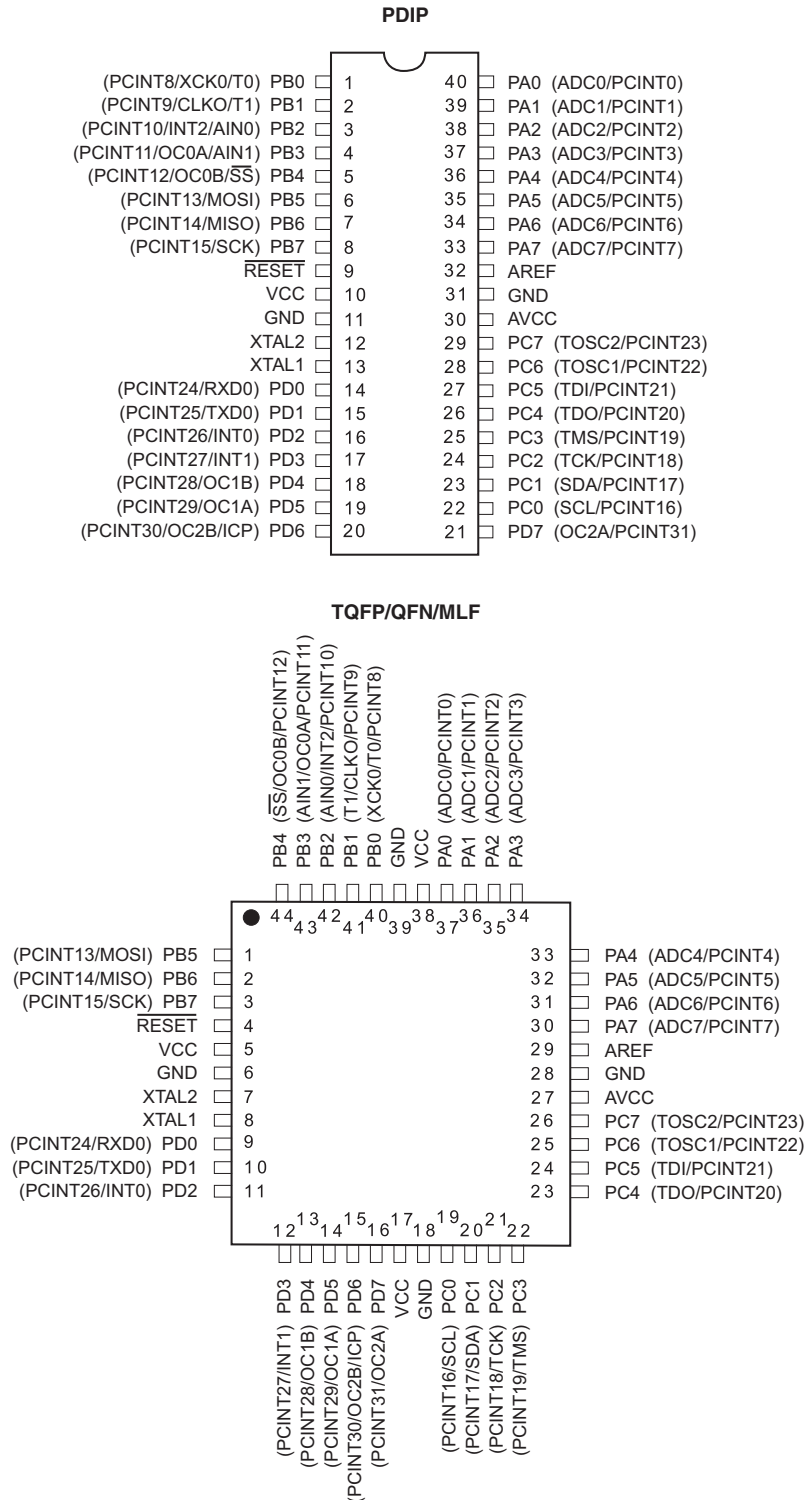 PDIP
(PCINT8/XCK0/T0) PB0 1 40 PA0 (ADC0/PCINT0)
(PCINT9/CLKO/T1) PB1 2 39 PA1 (ADC1/PCINT1)
(PCINT10/INT2/AIN0) PB2 3 38 PA2 (ADC2/PCINT2)
(PCINT11/OC0A/AIN1) PB3 4 37 PA3 (ADC3/PCINT3)
(PCINT12/OC0B/SS) PB4 5 36 PA4 (ADC4/PCINT4)
(PCINT13/MOSI) PB5 6 35 PA5 (ADC5/PCINT5)
(PCINT14/MISO) PB6 7 34 PA6 (ADC6/PCINT6)
(PCINT15/SCK) PB7 8 33 PA7 (ADC7/PCINT7)
RESET 9 32 AREF
VCC 10 31 GND
GND 11 30 AVCC
XTAL2 12 29 PC7 (TOSC2/PCINT23)
XTAL1 13 28 PC6 (TOSC1/PCINT22)
(PCINT24/RXD0) PD0 14 27 PC5 (TDI/PCINT21)
(PCINT25/TXD0) PD1 15 26 PC4 (TDO/PCINT20)
(PCINT26/INT0) PD2 16 25 PC3 (TMS/PCINT19)
(PCINT27/INT1) PD3 17 24 PC2 (TCK/PCINT18)
(PCINT28/OC1B) PD4 18 23 PC1 (SDA/PCINT17)
(PCINT29/OC1A) PD5 19 22 PC0 (SCL/PCINT16)
(PCINT30/OC2B/ICP) PD6 20 21 PD7 (OC2A/PCINT31)
TQFP/QFN/MLF
PB4 (SS/OC0B/PCINT12)
PB3 (AIN1/OC0A/PCINT11)
PB2 (AIN0/INT2/PCINT10)
PB1 (T1/CLKO/PCINT9)
PB0 (XCK0/T0/PCINT8)
GND
VCC
PA0 (ADC0/PCINT0)
PA1 (ADC1/PCINT1)
PA2 (ADC2/PCINT2)
PA3 (ADC3/PCINT3)
44 43 42 41 40 39 38 37 36 35 34
(PCINT13/MOSI) PB5 1 33 PA4 (ADC4/PCINT4)
(PCINT14/MISO) PB6 2 32 PA5 (ADC5/PCINT5)
(PCINT15/SCK) PB7 3 31 PA6 (ADC6/PCINT6)
RESET 4 30 PA7 (ADC7/PCINT7)
VCC 5 29 AREF
GND 6 28 GND
XTAL2 7 27 AVCC
XTAL1 8 26 PC7 (TOSC2/PCINT23)
(PCINT24/RXD0) PD0 9 25 PC6 (TOSC1/PCINT22)
(PCINT25/TXD0) PD1 10 24 PC5 (TDI/PCINT21)
(PCINT26/INT0) PD2 11 23 PC4 (TDO/PCINT20)
12 13 14 15 16 17 18 19 20 21 22
(PCINT27/INT1) PD3
(PCINT28/OC1B) PD4
(PCINT29/OC1A) PD5
(PCINT30/OC2B/ICP) PD6
(PCINT31/OC2A) PD7
VCC
GND
(PCINT16/SCL) PC0
(PCINT17/SDA) PC1
(PCINT18/TCK) PC2
(PCINT19/TMS) PC3